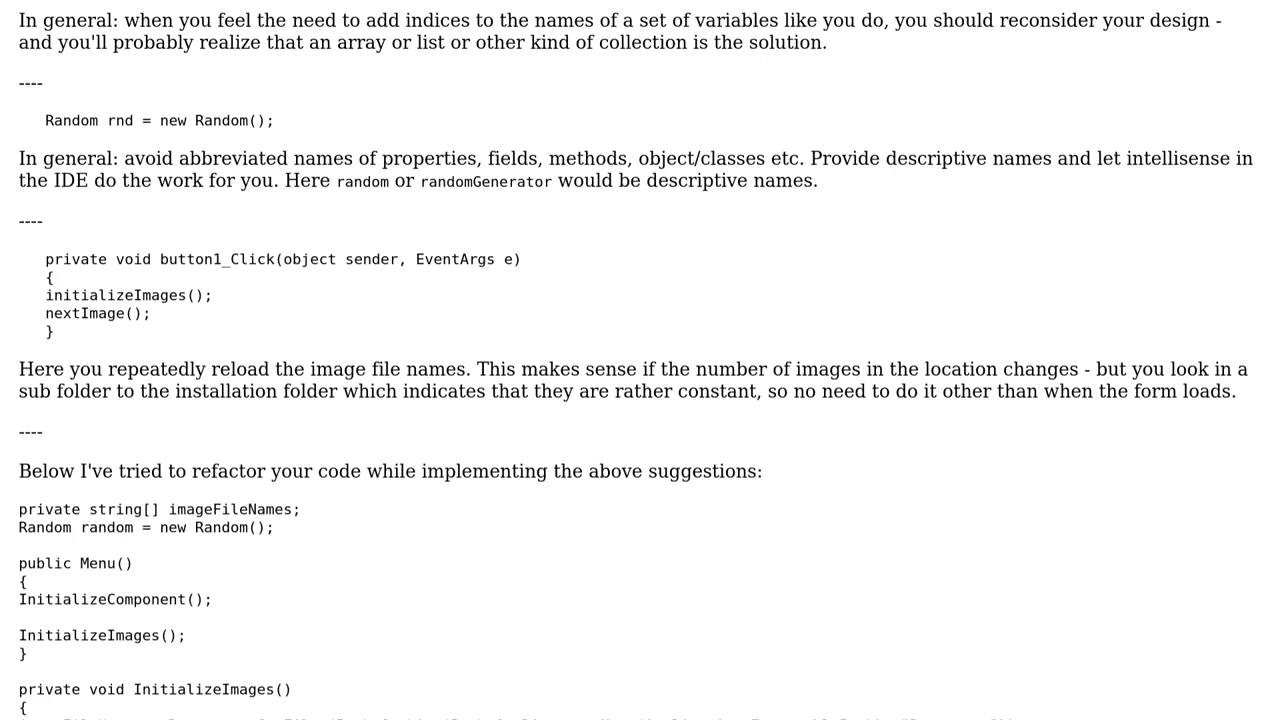 In general: when you feel the need to add indices to the names of a set of variables like you do, you should reconsider your design -
and you'll probably realize that an array or list or other kind of collection is the solution.
----
Random rnd = new Random();
In general: avoid abbreviated names of properties, fields, methods, object/classes etc. Provide descriptive names and let intellisense in
the IDE do the work for you. Here random or randomGenerator would be descriptive names.
----
private void button1_Click(object sender, EventArgs e)
{
initializeImages();
nextImage();
}
Here you repeatedly reload the image file names. This makes sense if the number of images in the location changes - but you look in a
sub folder to the installation folder which indicates that they are rather constant, so no need to do it other than when the form loads.
----
Below I've tried to refactor your code while implementing the above suggestions:
private string[] imageFileNames;
Random random = new Random();
public Menu()
{
InitializeComponent();
InitializeImages();
}
private void InitializeImages()
{